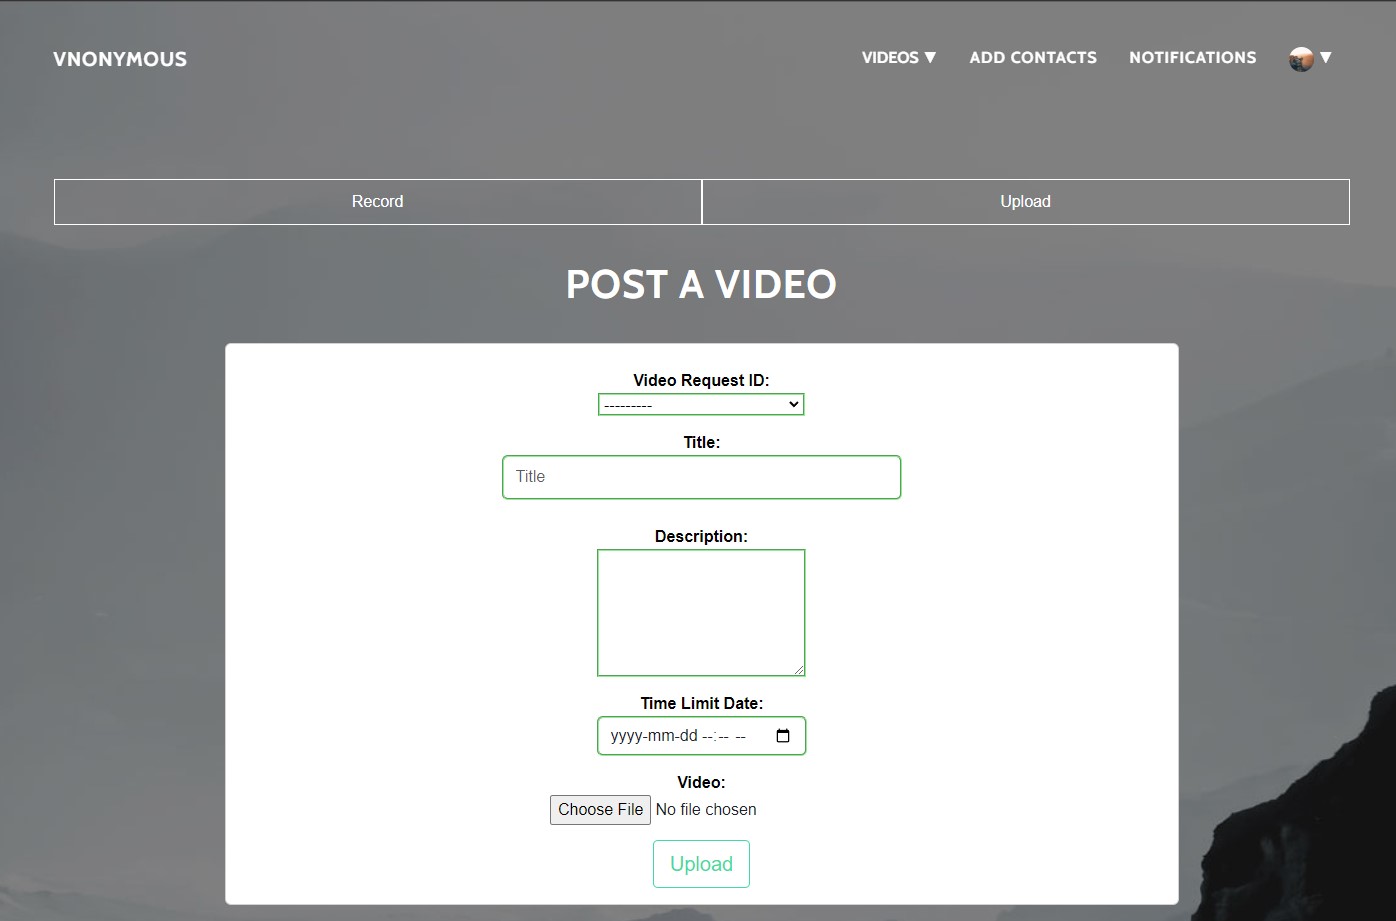 VNONYMOUS
VIDEOS ▼ ADD CONTACTS NOTIFICATIONS ▼
Record Upload
POST A VIDEO
Video Request ID:
---------
Title:
Title
Description:
Time Limit Date:
yyyy-mm-dd --:-- --
Video:
Choose File No file chosen
Upload